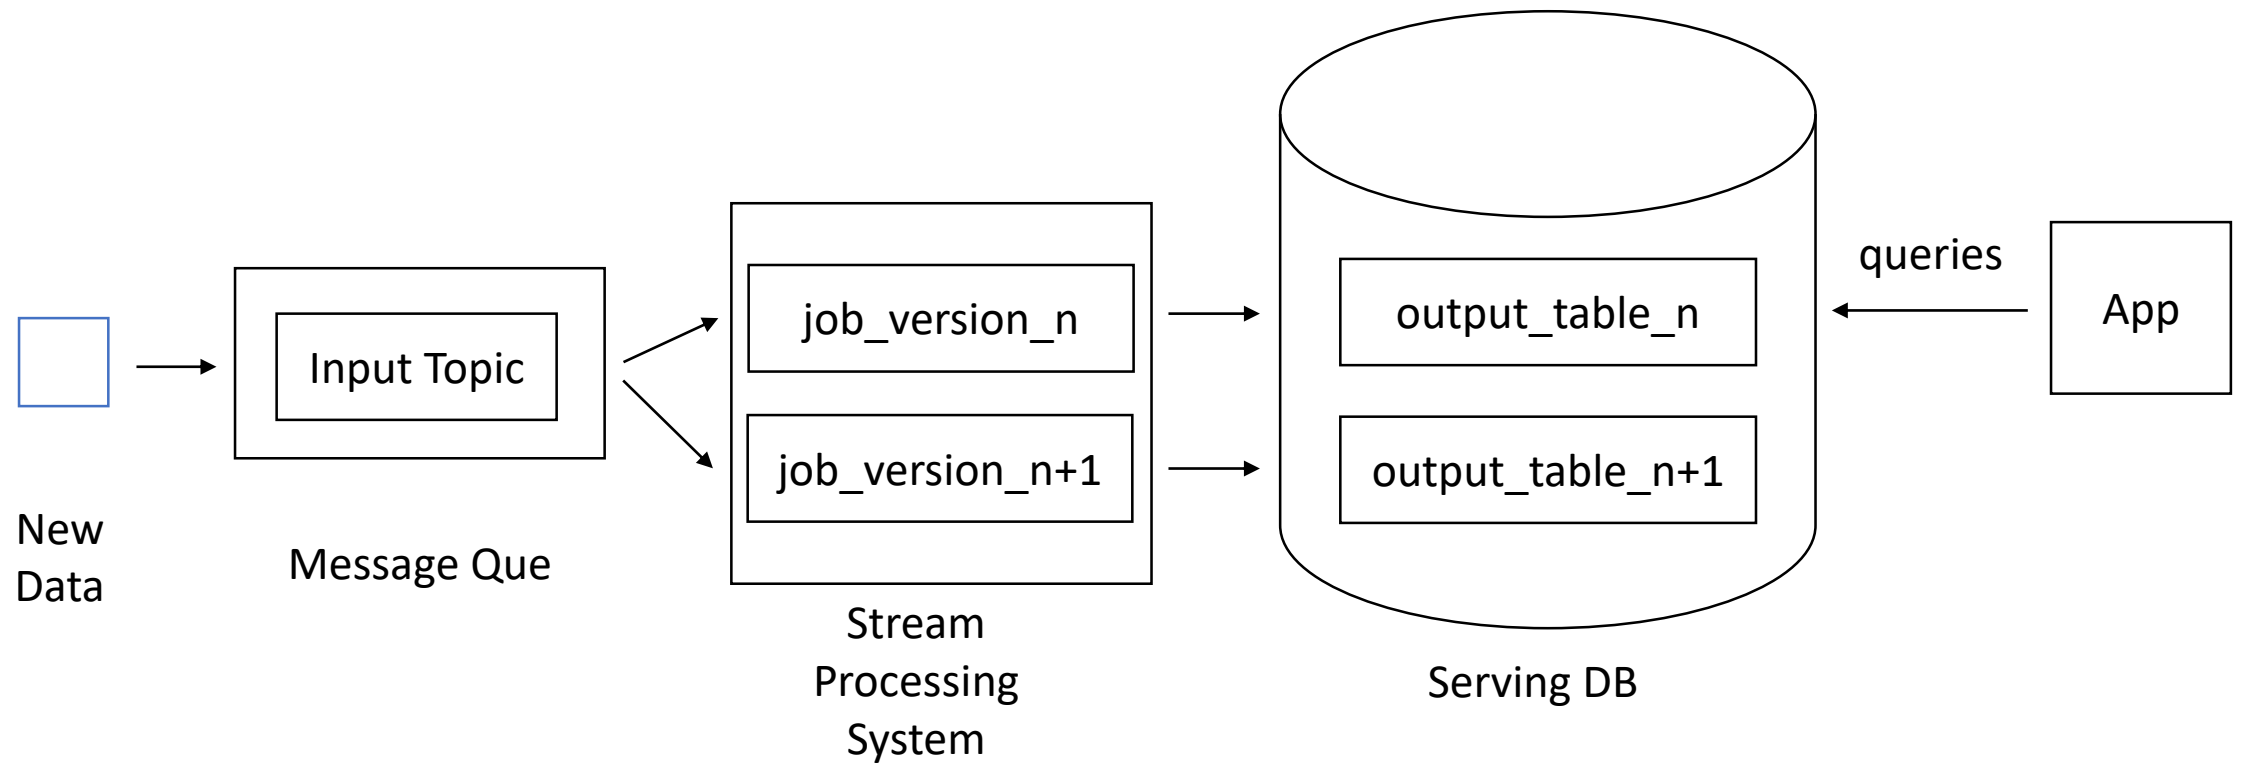 New
Data
Input Topic
Message Que
job_version_n
job_version_n+1
Stream
Processing
System
output_table_n
output_table_n+1
Serving DB
queries
App